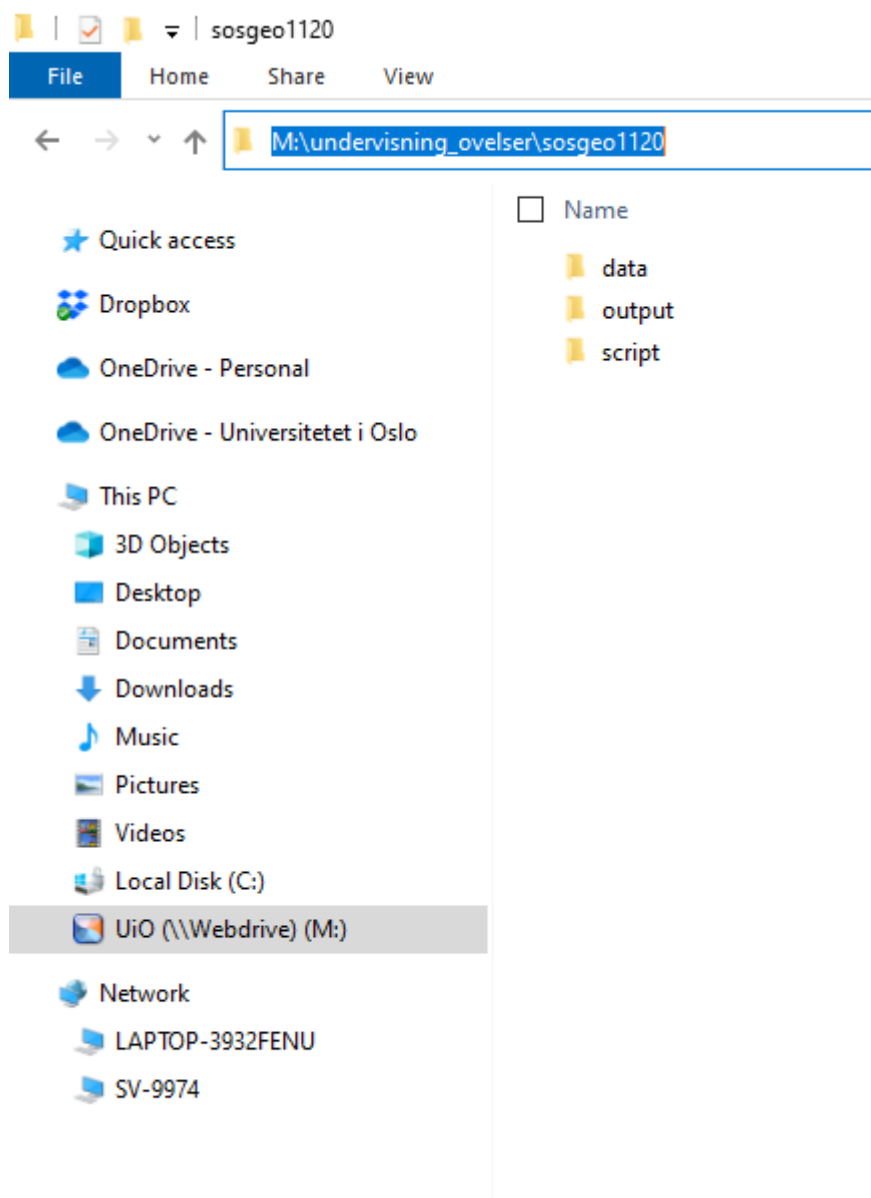 sosgeo1120
File Home Share View
M:\undervisning_ovelser\sosgeo1120
Name
Quick access
data
Dropbox
output
script
OneDrive - Personal
OneDrive - Universitetet i Oslo
This PC
3D Objects
Desktop
Documents
Downloads
Music
Pictures
Videos
Local Disk (C:)
UiO (\\Webdrive) (M:)
Network
LAPTOP-3932FENU
SV-9974